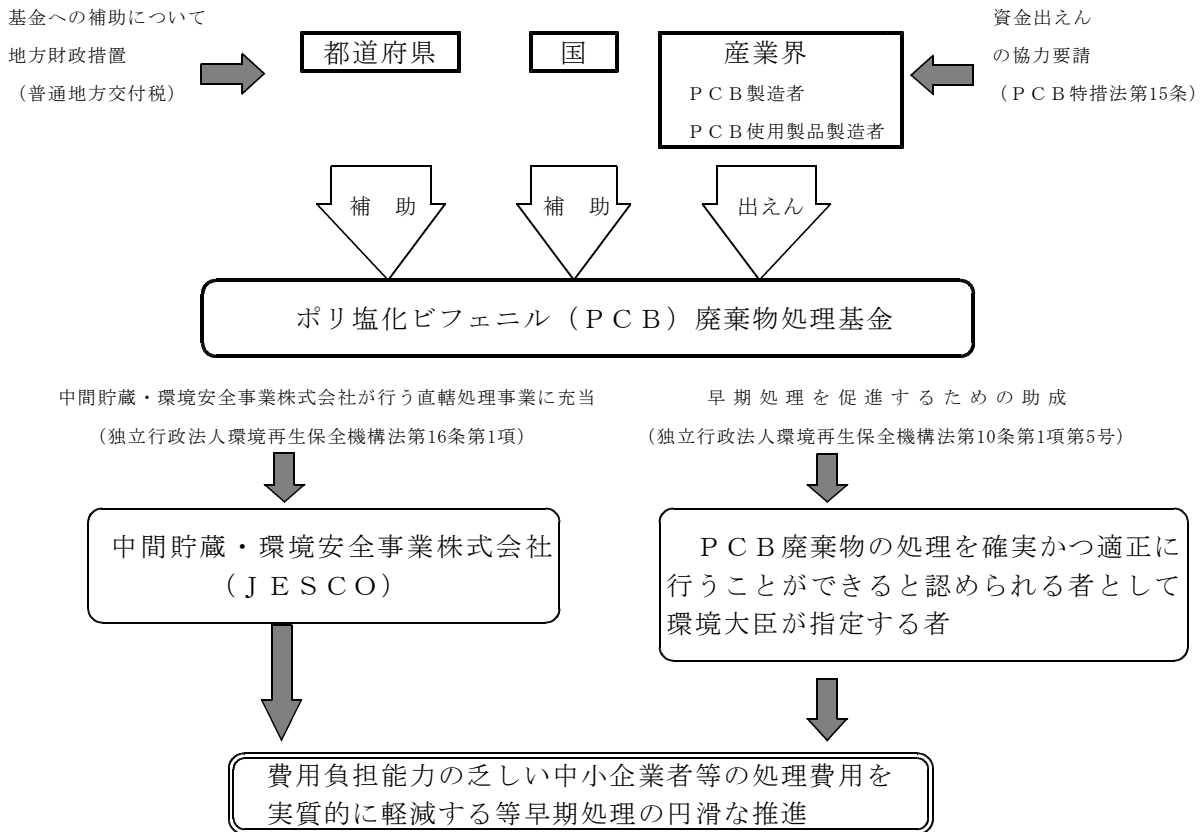 基金への補助について
地方財政措置
（普通地方交付税）
都道府県
国
産業界
ＰＣＢ製造者
ＰＣＢ使用製品製造者
資金出えん
の協力要請
（ＰＣＢ特措法第15条）
補　助
補　助
出えん
ポリ塩化ビフェニル（ＰＣＢ）廃棄物処理基金
中間貯蔵・環境安全事業株式会社が行う直轄処理事業に充当
（独立行政法人環境再生保全機構法第16条第1項）
早期処理を促進するための助成
（独立行政法人環境再生保全機構法第10条第1項第5号）
中間貯蔵・環境安全事業株式会社
（ＪＥＳＣＯ）
ＰＣＢ廃棄物の処理を確実かつ適正に
行うことができると認められる者として
環境大臣が指定する者
費用負担能力の乏しい中小企業者等の処理費用を
実質的に軽減する等早期処理の円滑な推進